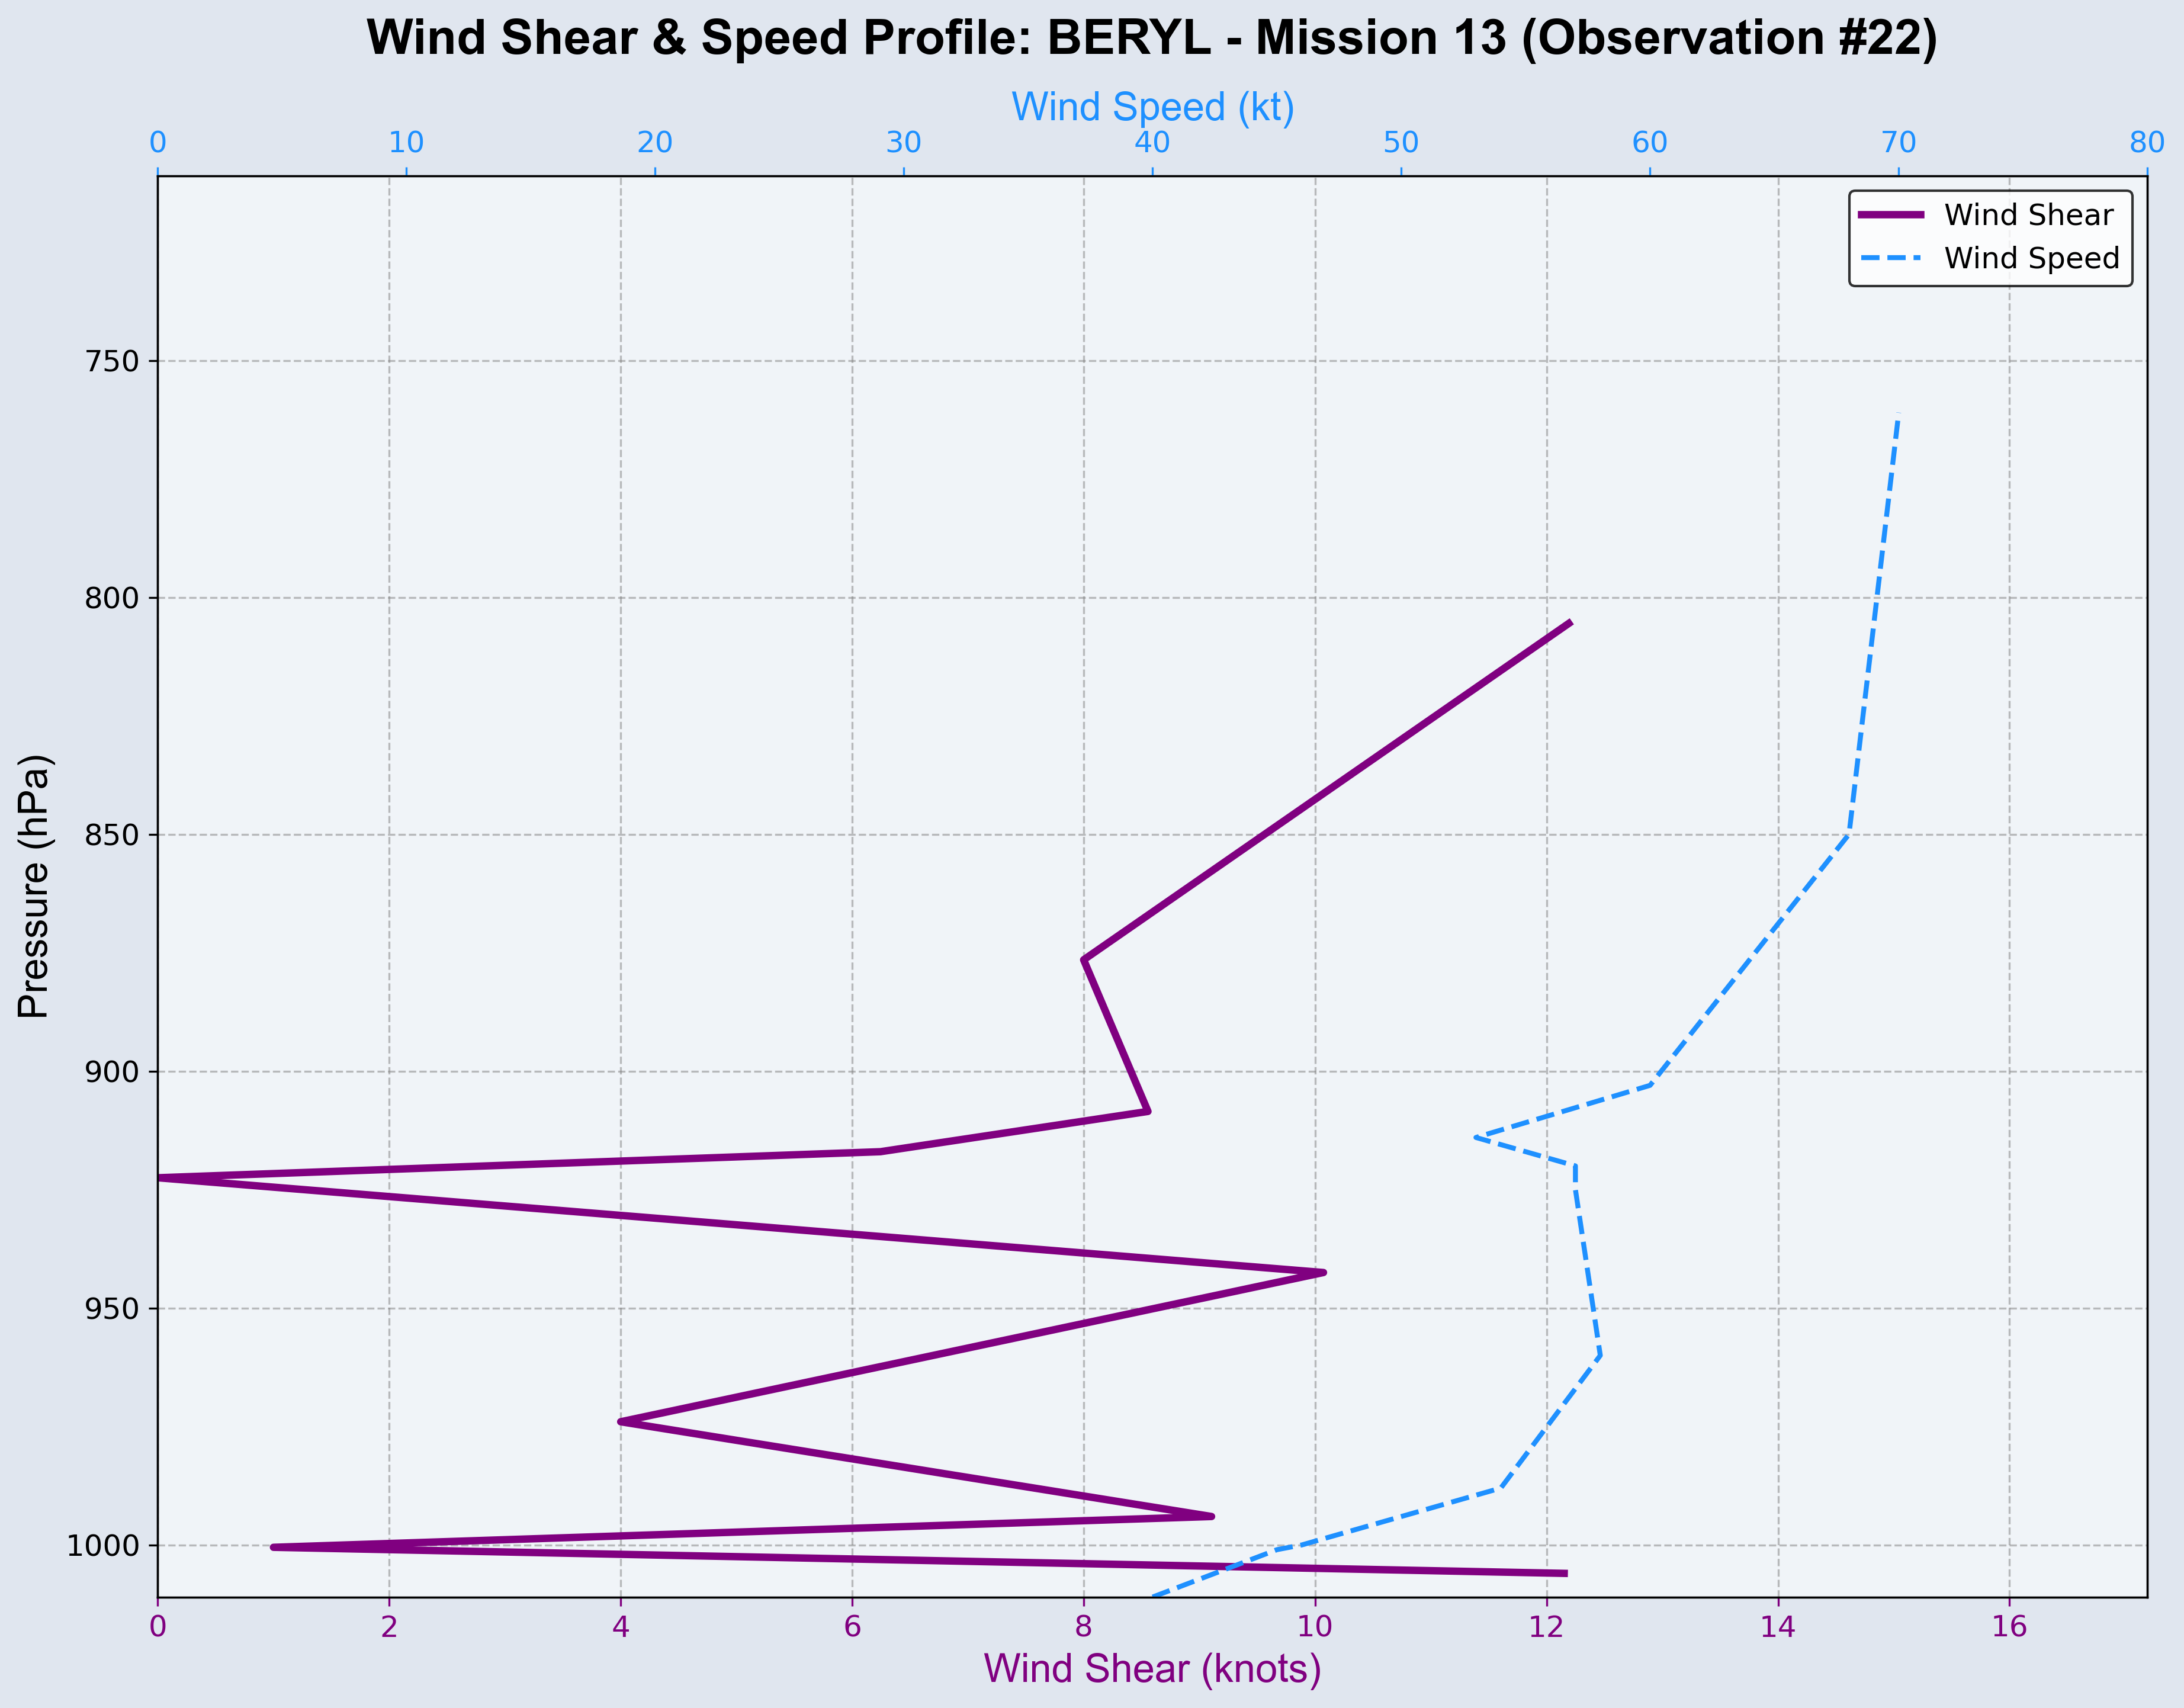 Wind Shear & Speed Profile: BERYL - Mission 13 (Observation #22)
Wind Speed (kt)
0 10 20 30 40 50 60 70 80
Wind Shear
Wind Speed
750
800
850
900
950
1000
Pressure (hPa)
0 2 4 6 8 10 12 14 16
Wind Shear (knots)